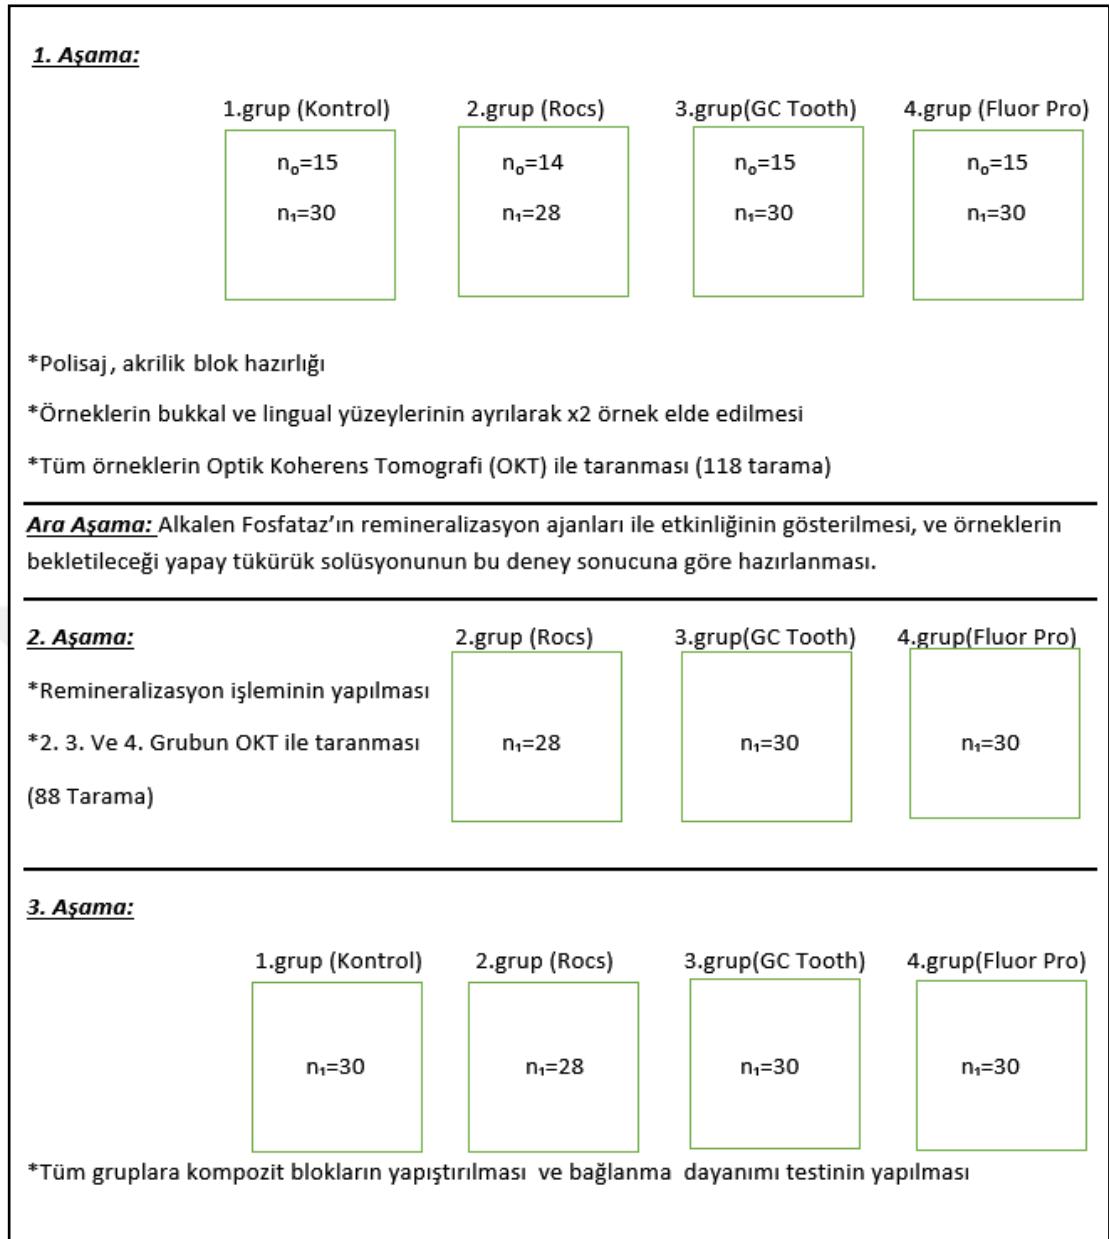 1. Aşama:
1.grup (Kontrol) 2.grup (Rocs) 3.grup(GC Tooth) 4.grup (Fluor Pro)
n₀=15 n₀=14 n₀=15 n₀=15
n₁=30 n₁=28 n₁=30 n₁=30
*Polisaj, akrilik blok hazırlığı
*Örneklerin bukkal ve lingual yüzeylerinin ayrılarak x2 örnek elde edilmesi
*Tüm örneklerin Optik Koherens Tomografi (OKT) ile taranması (118 tarama)
Ara Aşama: Alkalen Fosfataz’ın remineralizasyon ajanları ile etkinliğinin gösterilmesi, ve örneklerin
bekletileceği yapay tükürük solüsyonunun bu deney sonucuna göre hazırlanması.
2. Aşama: 2.grup (Rocs) 3.grup(GC Tooth) 4.grup(Fluor Pro)
*Remineralizasyon işleminin yapılması
*2. 3. Ve 4. Grubun OKT ile taranması n₁=28 n₁=30 n₁=30
(88 Tarama)
3. Aşama:
1.grup (Kontrol) 2.grup (Rocs) 3.grup(GC Tooth) 4.grup(Fluor Pro)
n₁=30 n₁=28 n₁=30 n₁=30
*Tüm gruplara kompozit blokların yapıştırılması ve bağlanma dayanımı testinin yapılması